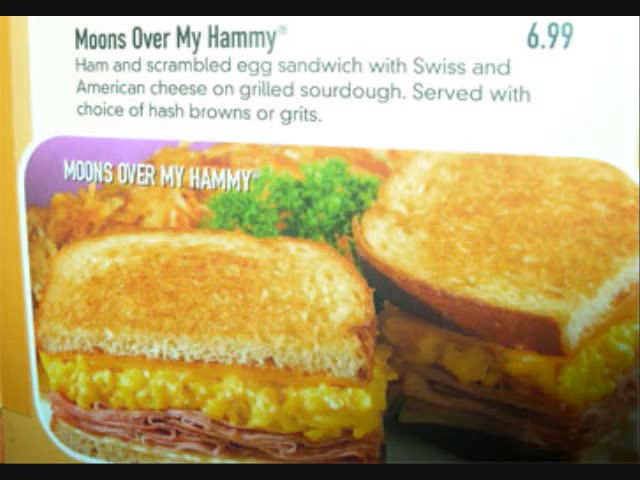 Moons Over My Hammy® 6.99
Ham and scrambled egg sandwich with Swiss and
American cheese on grilled sourdough. Served with
choice of hash browns or grits.
MOONS OVER MY HAMMY®